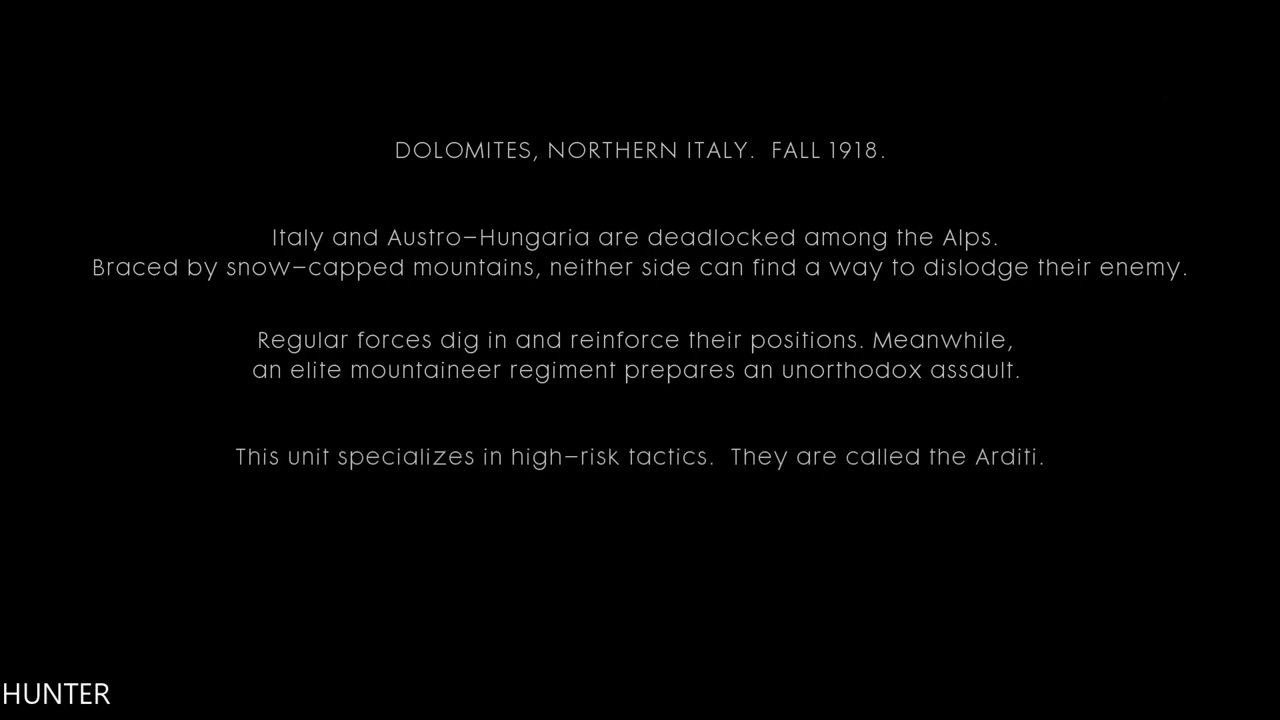 DOLOMITES, NORTHERN ITALY.  FALL 1918.
Italy and Austro-Hungaria are deadlocked among the Alps.
Braced by snow-capped mountains, neither side can find a way to dislodge their enemy.
Regular forces dig in and reinforce their positions. Meanwhile,
an elite mountaineer regiment prepares an unorthodox assault.
This unit specializes in high-risk tactics.  They are called the Arditi.
HUNTER